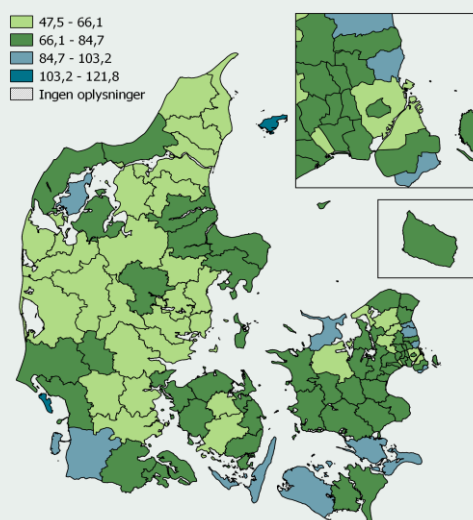 47,5 - 66,1
66,1 - 84,7
84,7 - 103,2
103,2 - 121,8
Ingen oplysninger